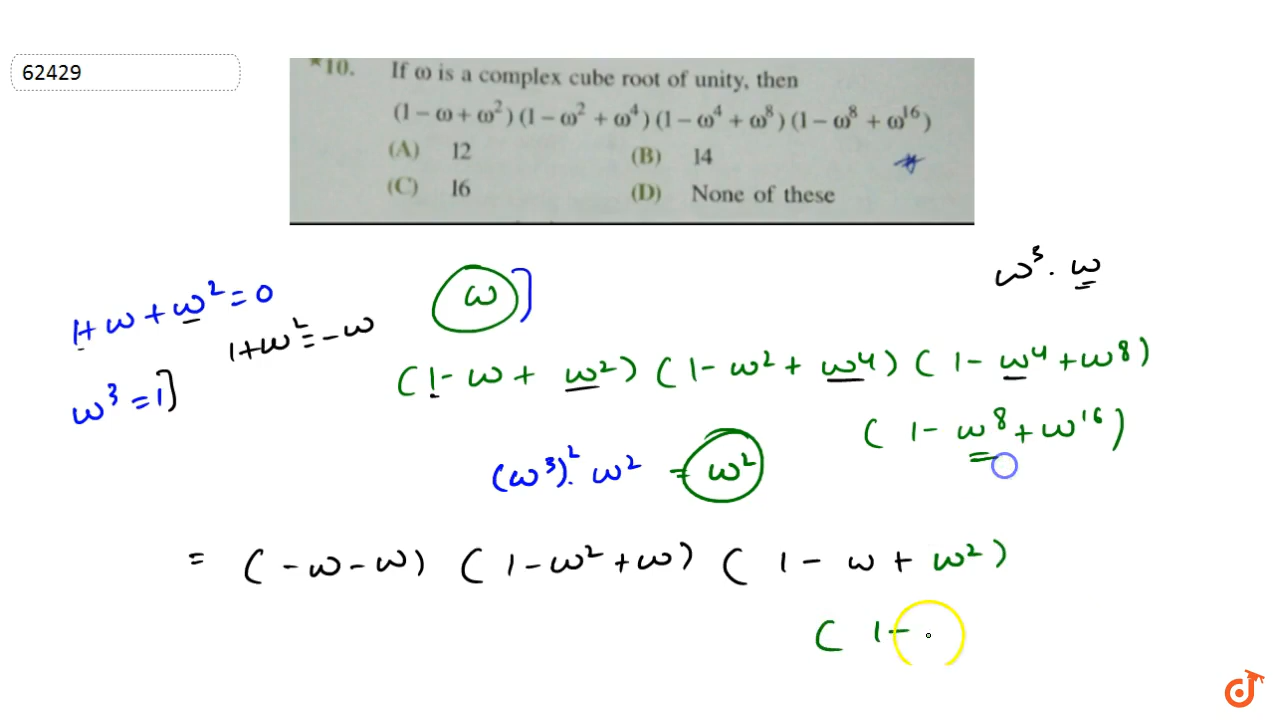 62429
*10. If ω is a complex cube root of unity, then
(1 − ω + ω²) (1 − ω² + ω⁴) (1 − ω⁴ + ω⁸) (1 − ω⁸ + ω¹⁶)
(A) 12 (B) 14
(C) 16 (D) None of these
ω³ · ω
1 + ω + ω² = 0
ω ]
1 + ω² = − ω
(1 − ω + ω²) (1 − ω² + ω⁴) (1 − ω⁴ + ω⁸)
ω³ = 1]
(1 − ω⁸ + ω¹⁶)
(ω³)² · ω² = ω²
= (− ω − ω) (1 − ω² + ω) (1 − ω + ω²)
(1 −